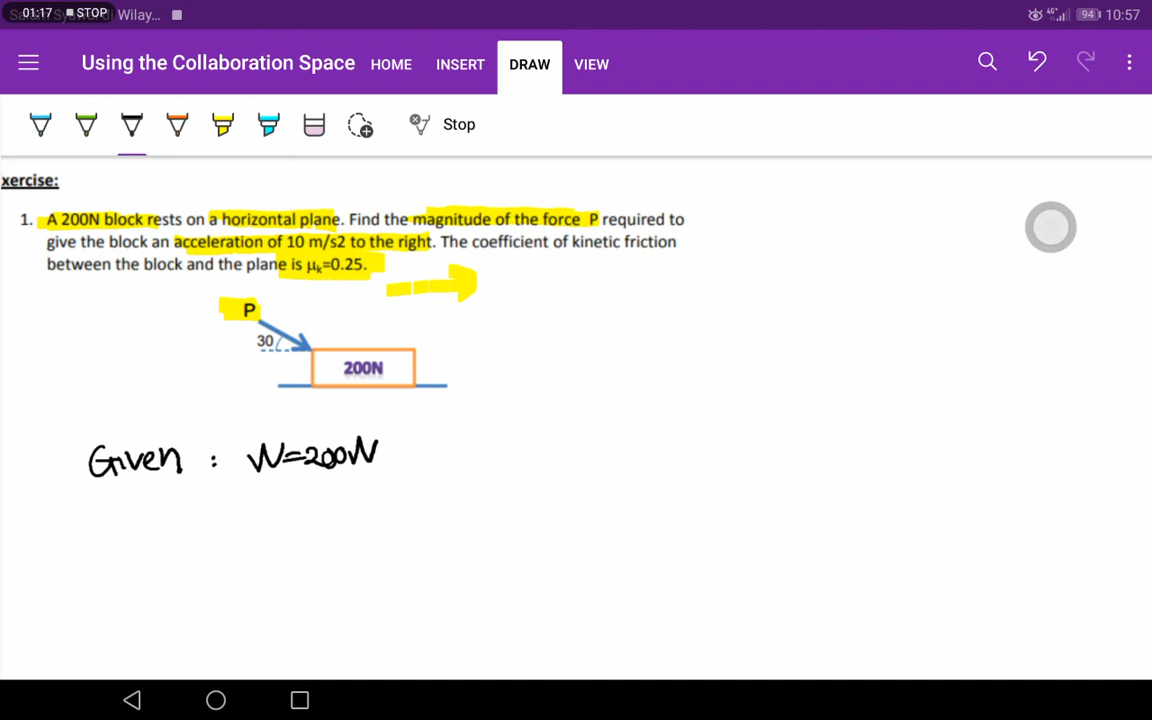 01:17 STOP Wilay... 94 10:57
Using the Collaboration Space HOME INSERT DRAW VIEW
Stop
xercise:
1. A 200N block rests on a horizontal plane. Find the magnitude of the force P required to
give the block an acceleration of 10 m/s2 to the right. The coefficient of kinetic friction
between the block and the plane is μk=0.25.
P
30
200N
Given : W=200N